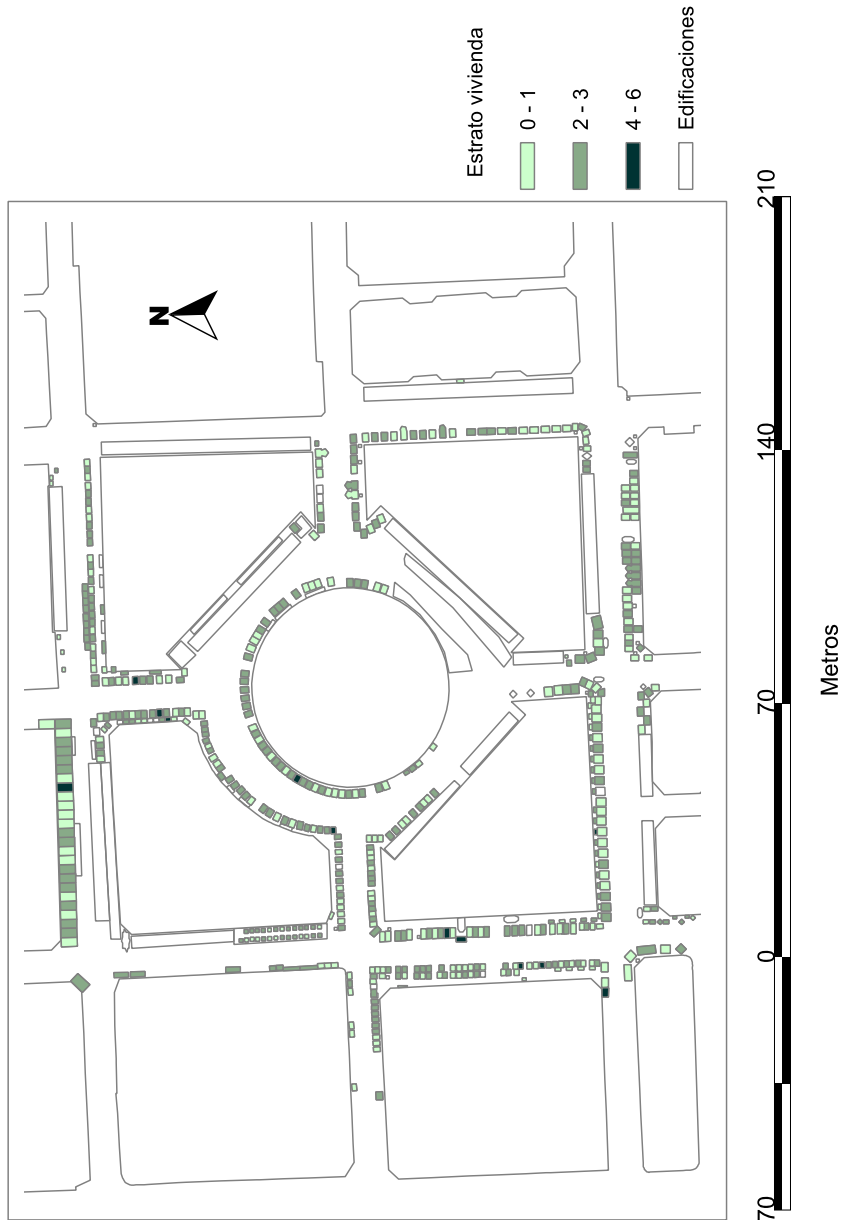 N
Estrato vivienda
0 - 1
2 - 3
4 - 6
Edificaciones
70
0
70
140
210
Metros